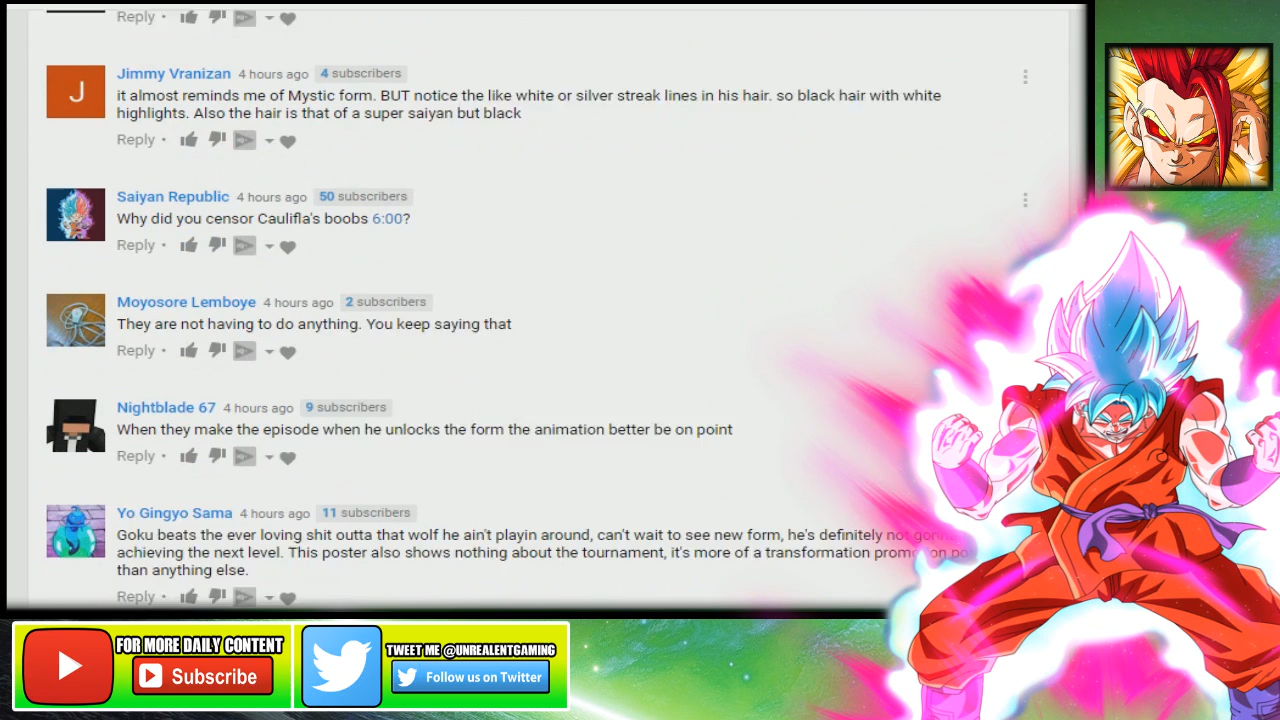 Reply •
Jimmy Vranizan 4 hours ago 4 subscribers
it almost reminds me of Mystic form. BUT notice the like white or silver streak lines in his hair. so black hair with white
highlights. Also the hair is that of a super saiyan but black
Reply •
Saiyan Republic 4 hours ago 50 subscribers
Why did you censor Caulifla's boobs 6:00?
Reply •
Moyosore Lemboye 4 hours ago 2 subscribers
They are not having to do anything. You keep saying that
Reply •
Nightblade 67 4 hours ago 9 subscribers
When they make the episode when he unlocks the form the animation better be on point
Reply •
Yo Gingyo Sama 4 hours ago 11 subscribers
Goku beats the ever loving shit outta that wolf he ain't playin around, can't wait to see new form, he's definitely not
achieving the next level. This poster also shows nothing about the tournament, it's more of a transformation
than anything else.
Reply •
J
FOR MORE DAILY CONTENT
Subscribe
TWEET ME @UNREALENTGAMING
Follow us on Twitter